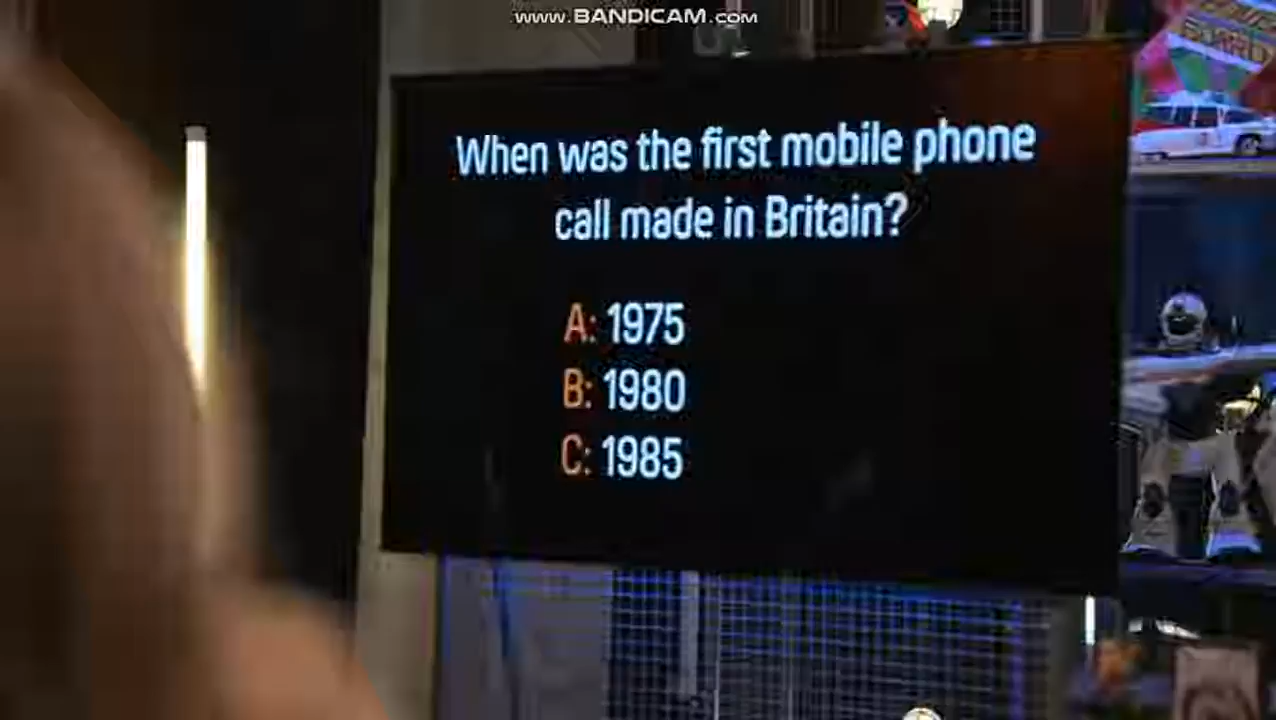 www.BANDICAM.com
When was the first mobile phone
call made in Britain?
A: 1975
B: 1980
C: 1985